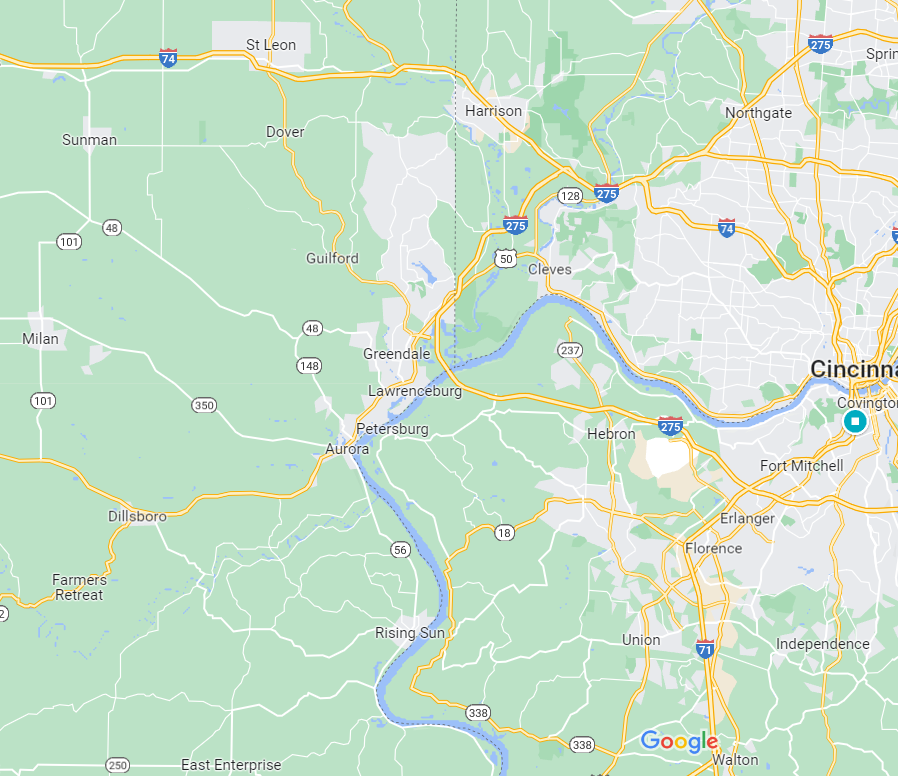 275
St Leon
74
Sprin
Harrison
Northgate
Dover
Sunman
128
275
48
275
74
101
Guilford
50
Cleves
48
Milan
237
Greendale
148
Cincinna
Lawrenceburg
101
350
Covington
Petersburg
275
Hebron
Aurora
Fort Mitchell
Dillsboro
Erlanger
18
Florence
56
Farmers
Retreat
2
Rising Sun
Union
Independence
71
338
Google
338
Walton
250
East Enterprise